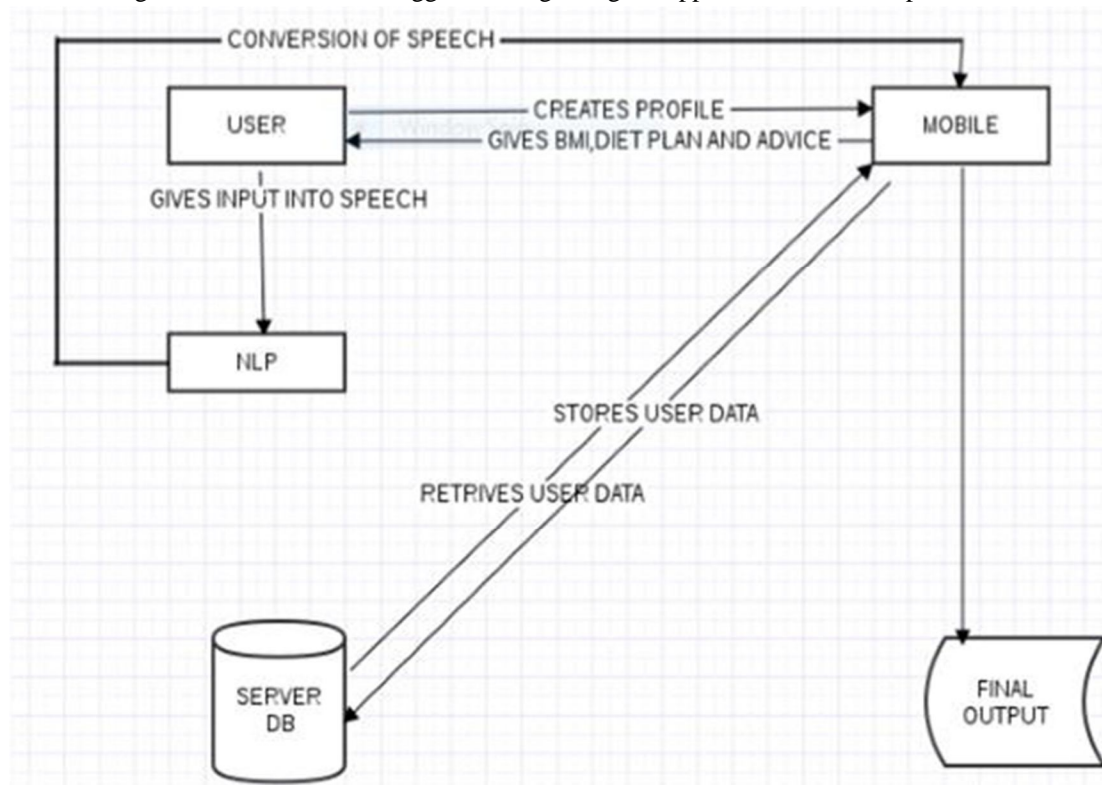 CONVERSION OF SPEECH
USER
CREATES PROFILE
MOBILE
GIVES BMI,DIET PLAN AND ADVICE
GIVES INPUT INTO SPEECH
NLP
STORES USER DATA
RETRIVES USER DATA
SERVER
DB
FINAL
OUTPUT